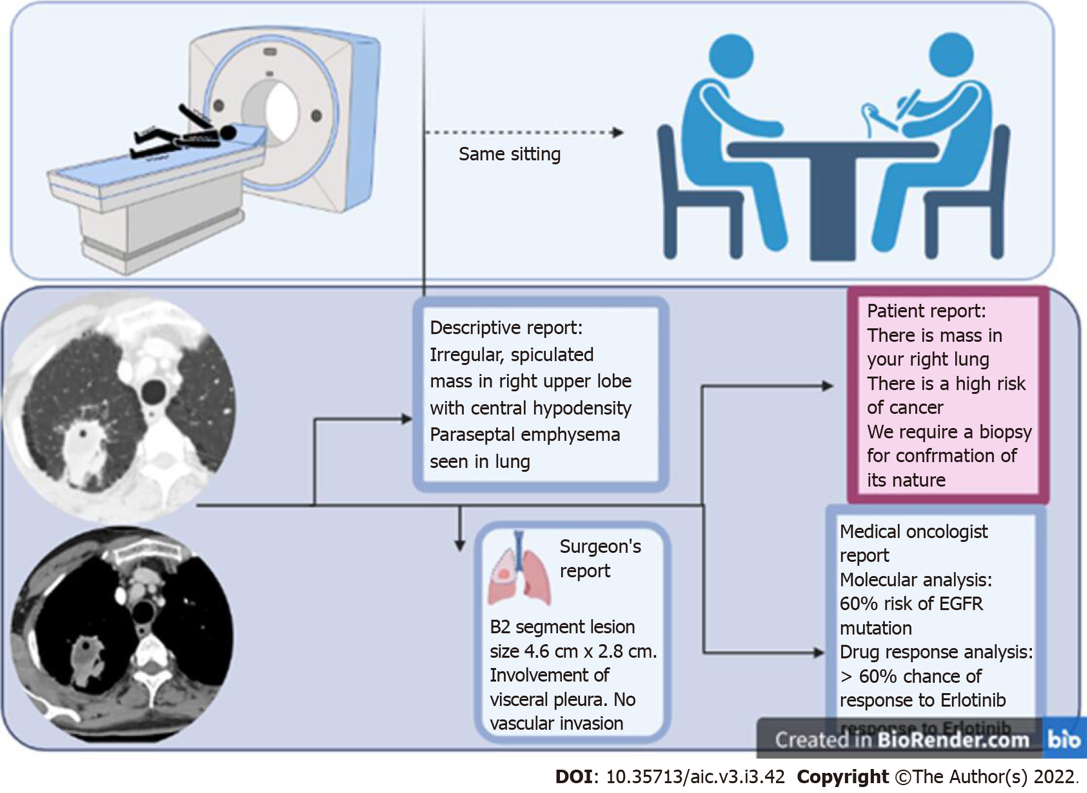 Same sitting
Descriptive report:
Irregular, spiculated
mass in right upper lobe
with central hypodensity
Paraseptal emphysema
seen in lung
Patient report:
There is mass in
your right lung
There is a high risk
of cancer
We require a biopsy
for confrmation of
its nature
Surgeon's
report
B2 segment lesion
size 4.6 cm x 2.8 cm.
Involvement of
visceral pleura. No
vascular invasion
Medical oncologist
report
Molecular analysis:
60% risk of EGFR
mutation
Drug response analysis:
> 60% chance of
response to Erlotinib
response to Erlotinib
Created in BioRender.com bio
DOI: 10.35713/aic.v3.i3.42 Copyright ©The Author(s) 2022.